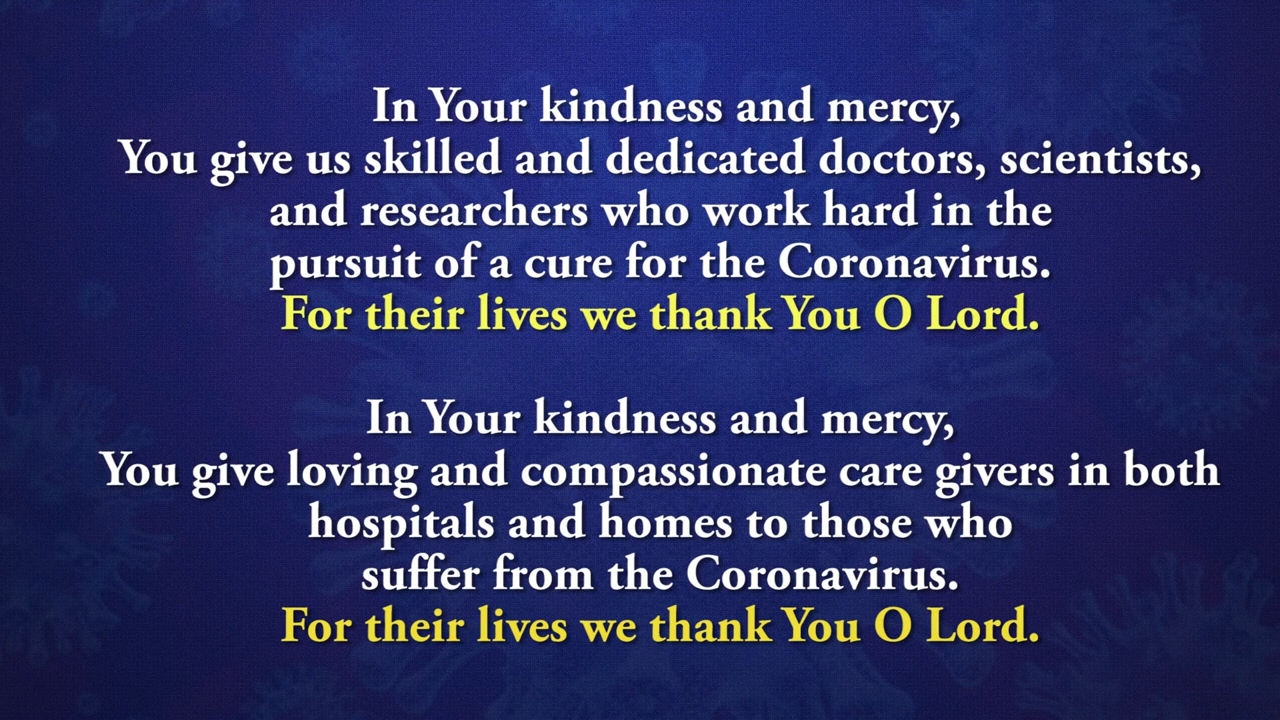 In Your kindness and mercy,
You give us skilled and dedicated doctors, scientists,
and researchers who work hard in the
pursuit of a cure for the Coronavirus.
For their lives we thank You O Lord.
In Your kindness and mercy,
You give loving and compassionate care givers in both
hospitals and homes to those who
suffer from the Coronavirus.
For their lives we thank You O Lord.